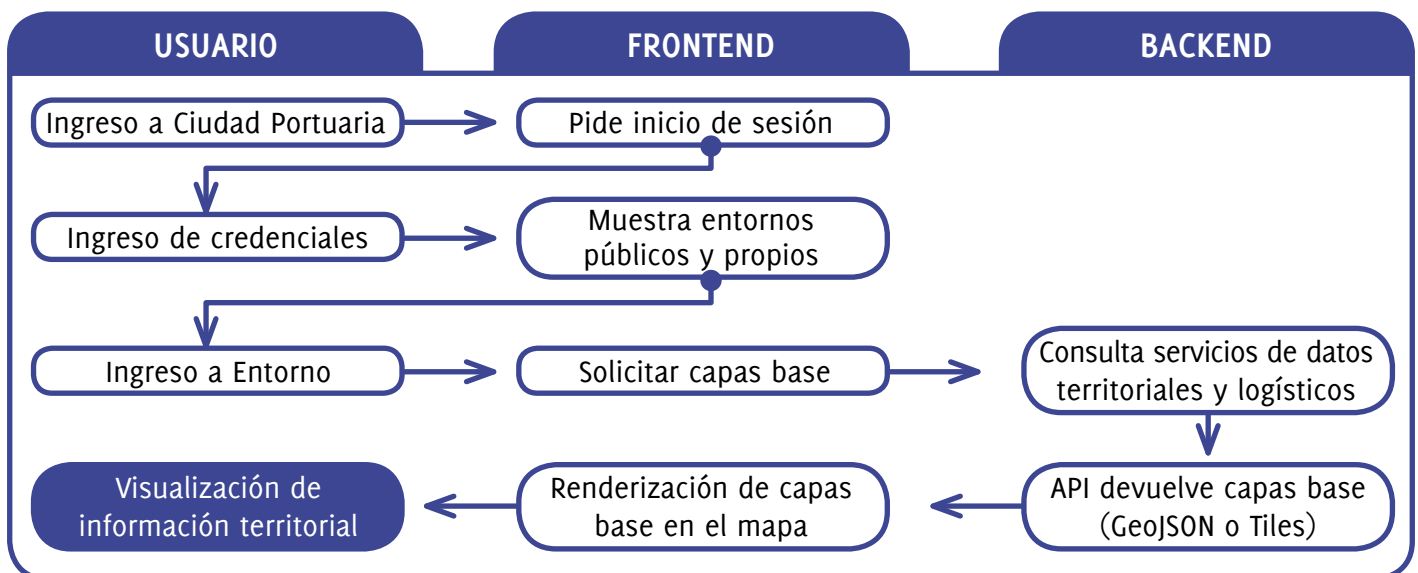 USUARIO
FRONTEND
BACKEND
Ingreso a Ciudad Portuaria
Pide inicio de sesión
Ingreso de credenciales
Muestra entornos
públicos y propios
Ingreso a Entorno
Solicitar capas base
Consulta servicios de datos
territoriales y logísticos
Visualización de
información territorial
Renderización de capas
base en el mapa
API devuelve capas base
(GeoJSON o Tiles)